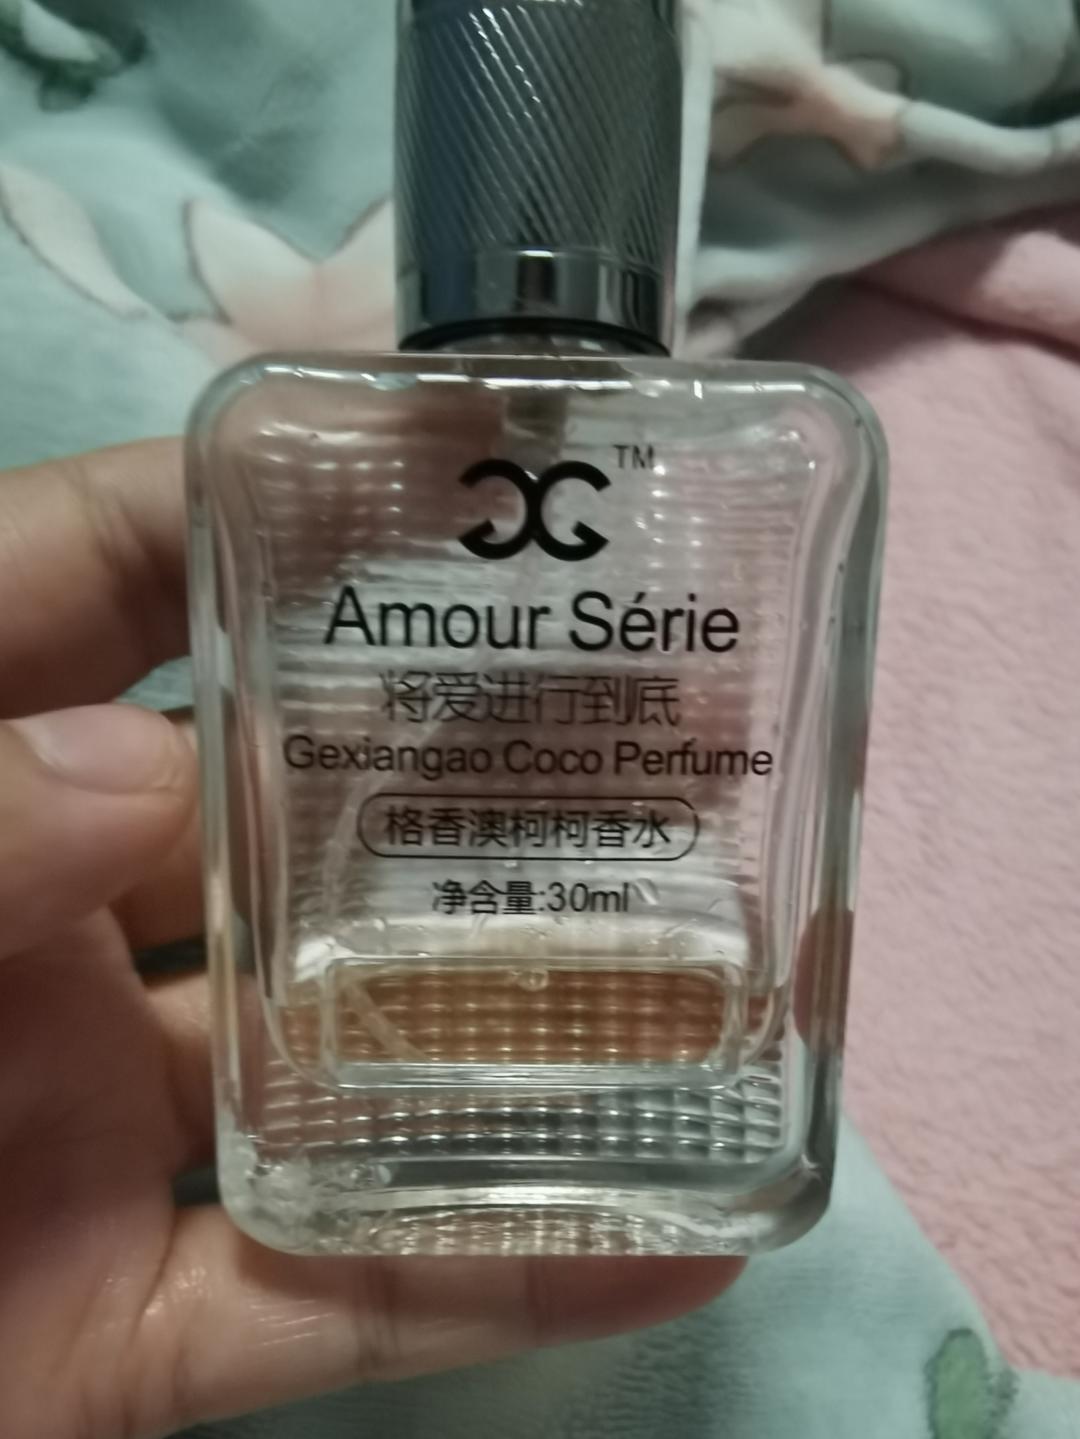 TM
Amour Série
将爱进行到底
Gexiangao Coco Perfume
格香澳柯柯香水
净含量:30ml